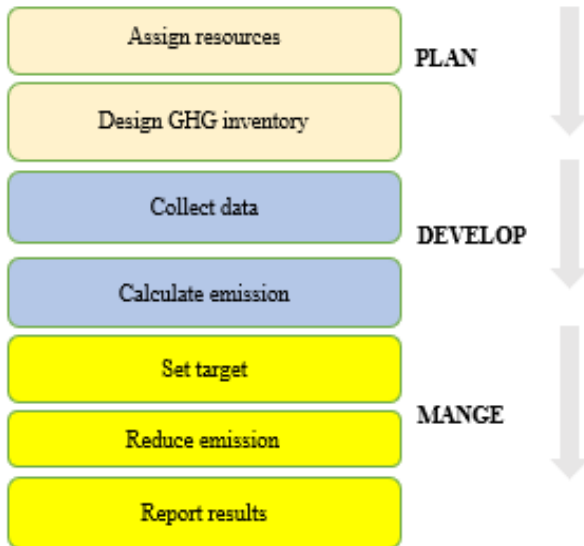 Assign resources
PLAN
Design GHG inventory
Collect data
DEVELOP
Calculate emission
Set target
MANGE
Reduce emission
Report results